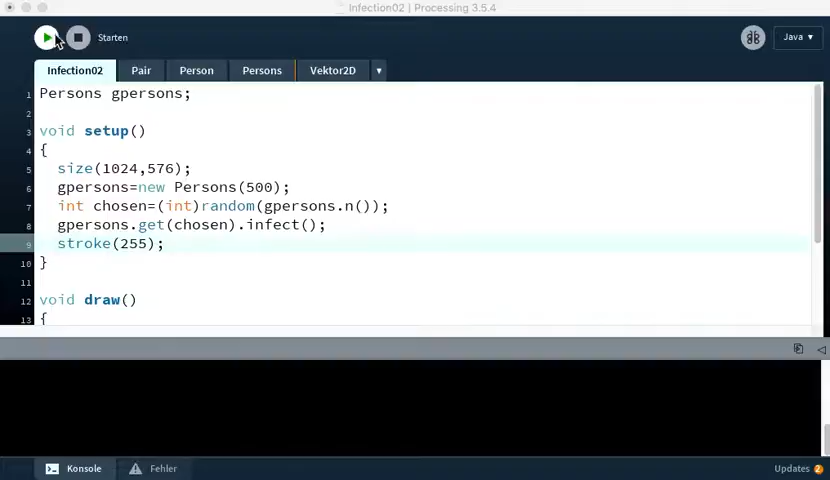 Infection02 | Processing 3.5.4
Starten
Java ▾
Infection02 Pair Person Persons Vektor2D ▾
1 Persons gpersons;
2
3 void setup()
4 {
5 size(1024,576);
6 gpersons=new Persons(500);
7 int chosen=(int)random(gpersons.n());
8 gpersons.get(chosen).infect();
9 stroke(255);
10 }
11
12 void draw()
13 {
Konsole Fehler Updates 2